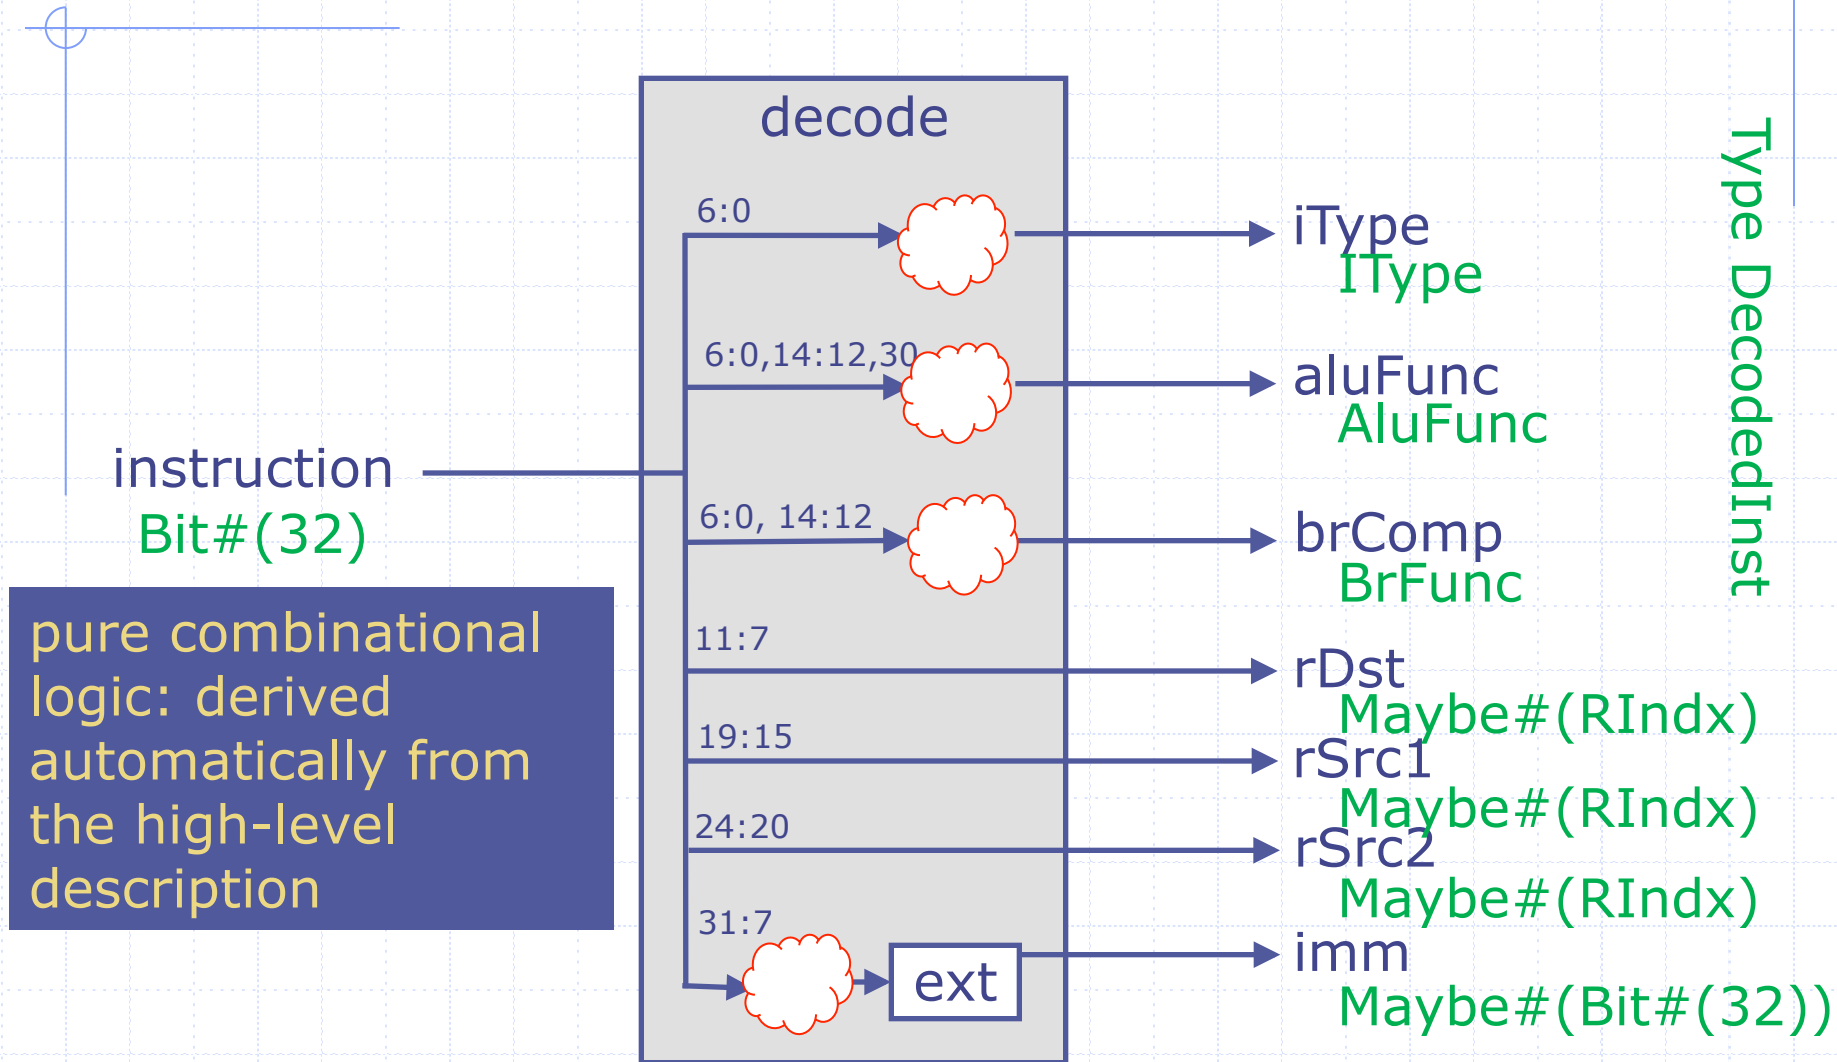 decode
6:0
iType
IType
6:0,14:12,30
aluFunc
AluFunc
instruction
Bit#(32)
6:0, 14:12
brComp
BrFunc
Type DecodedInst
pure combinational
logic: derived
automatically from
the high-level
description
11:7
rDst
Maybe#(RIndx)
19:15
rSrc1
Maybe#(RIndx)
24:20
rSrc2
Maybe#(RIndx)
31:7
ext
imm
Maybe#(Bit#(32))